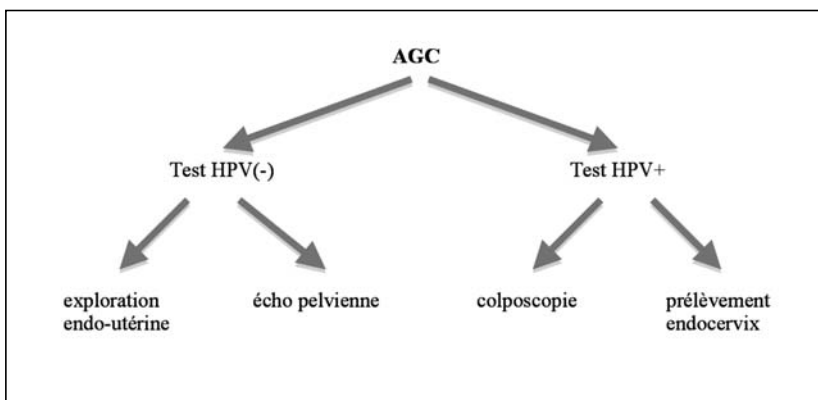 AGC
Test HPV(-)
Test HPV+
exploration
endo-utérine
écho pelvienne
colposcopie
prélèvement
endocervix